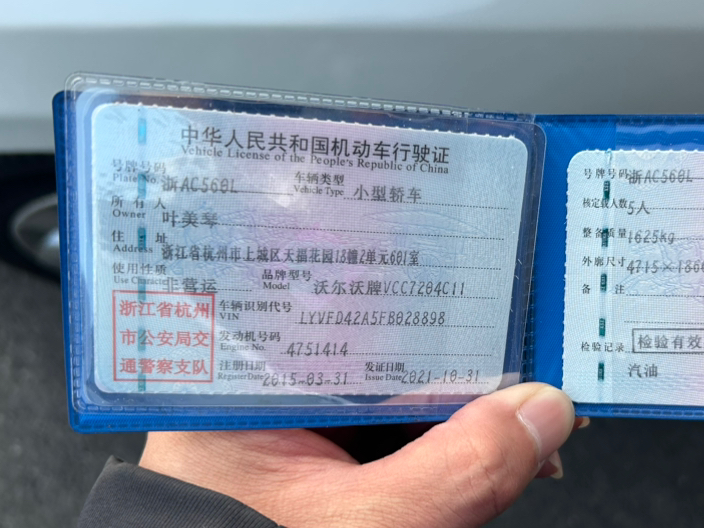 中华人民共和国机动车行驶证
Vehicle License of the People's Republic of China
号牌号码 浙AC560L 车辆类型 小型轿车
Plate No. Vehicle Type
所有人 叶美琴
Owner
住址 浙江省杭州市上城区天福花园18幢2单元601室
Address
使用性质 非营运 品牌型号 沃尔沃牌VCC7204C11
Use Character Model
浙江省杭州
市公安局交
通警察支队
车辆识别代号 LYVFD42A5FB028898
VIN
发动机号码 4751414
Engine No.
注册日期 2015-03-31 发证日期 2021-10-31
Register Date Issue Date
号牌号码 浙AC560L
核定载人数 5人
整备质量 1625kg
外廓尺寸 4715×186
备注
检验记录 检验有效
汽油